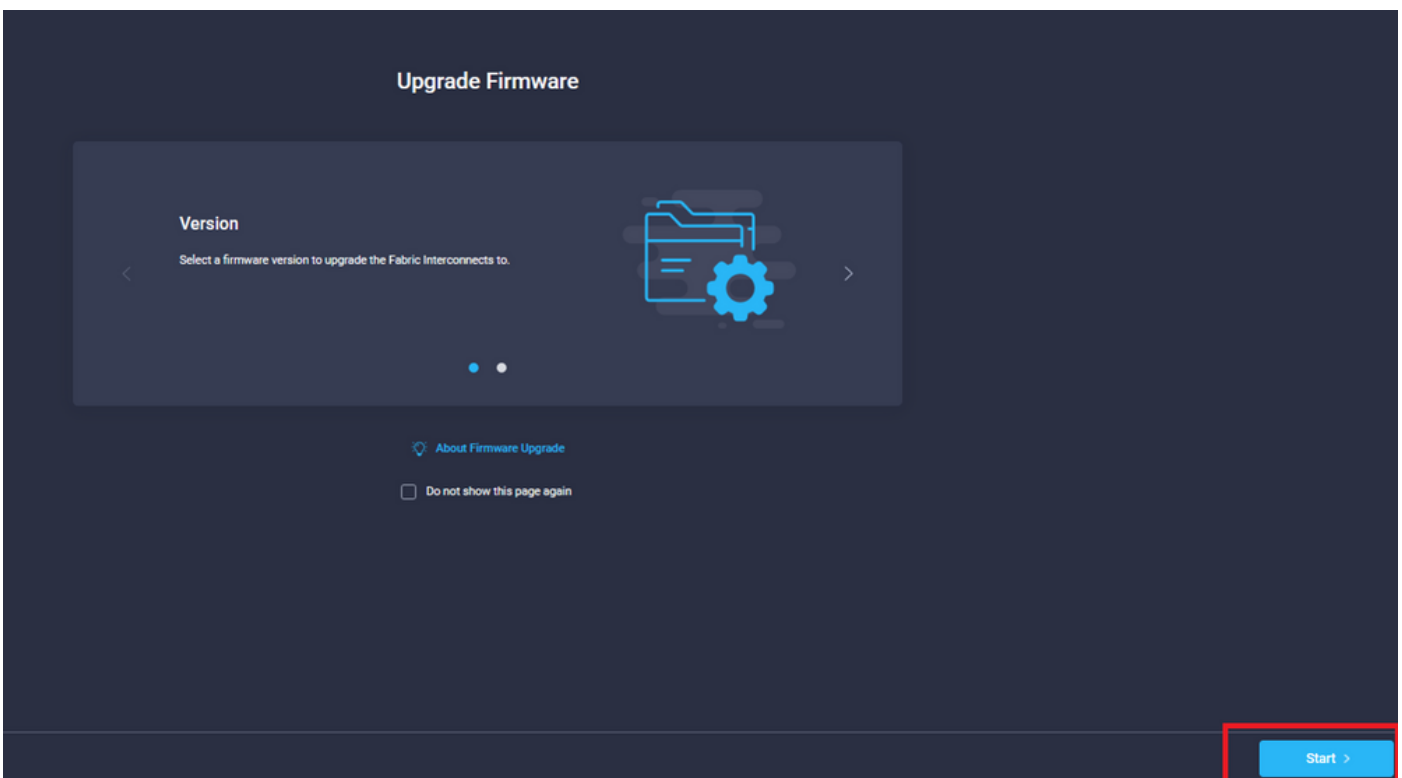 Upgrade Firmware
Version
Select a firmware version to upgrade the Fabric Interconnects to.
About Firmware Upgrade
Do not show this page again
Start